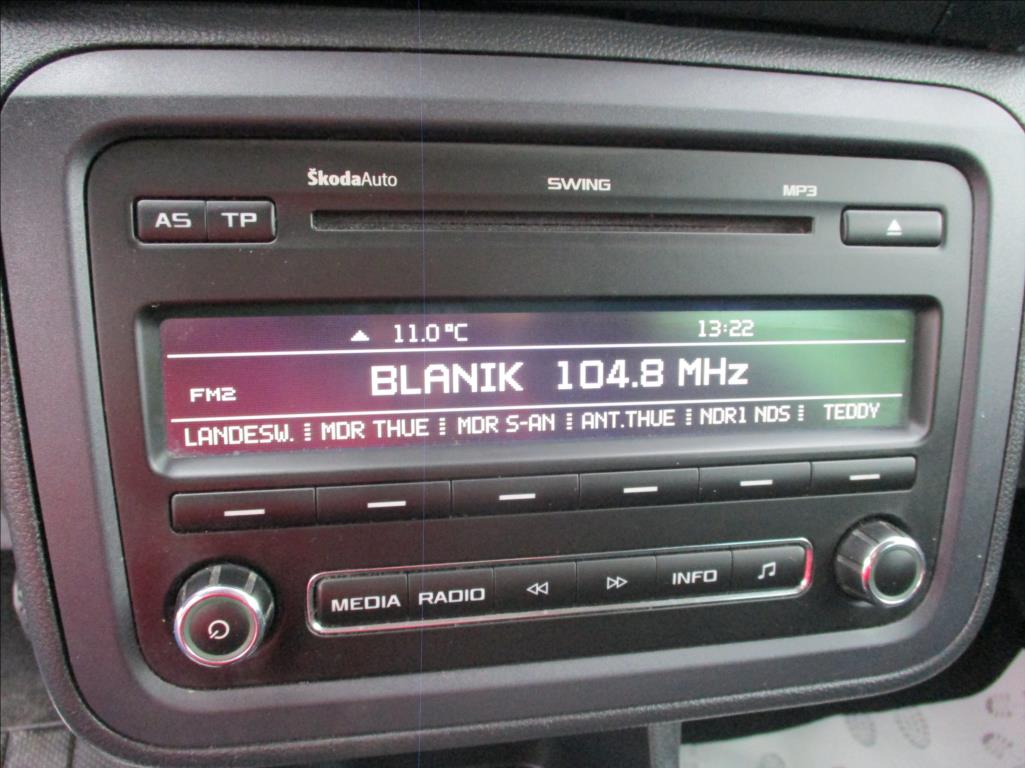 ŠkodaAuto SWING MP3
AS TP
11.0°C 13:22
FM2 BLANIK 104.8 MHz
LANDESW. MDR THUE MDR S-AN ANT.THUE NDR1 NDS TEDDY
MEDIA RADIO INFO